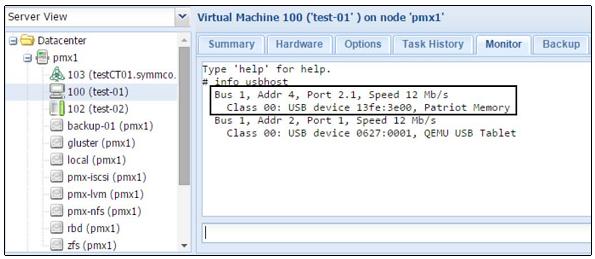 Server View
Virtual Machine 100 ('test-01' ) on node 'pmx1'
Datacenter
pmx1
103 (testCT01.symmco.
100 (test-01)
102 (test-02)
backup-01 (pmx1)
gluster (pmx1)
local (pmx1)
pmx-iscsi (pmx1)
pmx-lvm (pmx1)
pmx-nfs (pmx1)
rbd (pmx1)
zfs (pmx1)
Summary Hardware Options Task History Monitor Backup
Type 'help' for help.
# info usbhost
Bus 1, Addr 4, Port 2.1, Speed 12 Mb/s
Class 00: USB device 13fe:3e00, Patriot Memory
Bus 1, Addr 2, Port 1, Speed 12 Mb/s
Class 00: USB device 0627:0001, QEMU USB Tablet